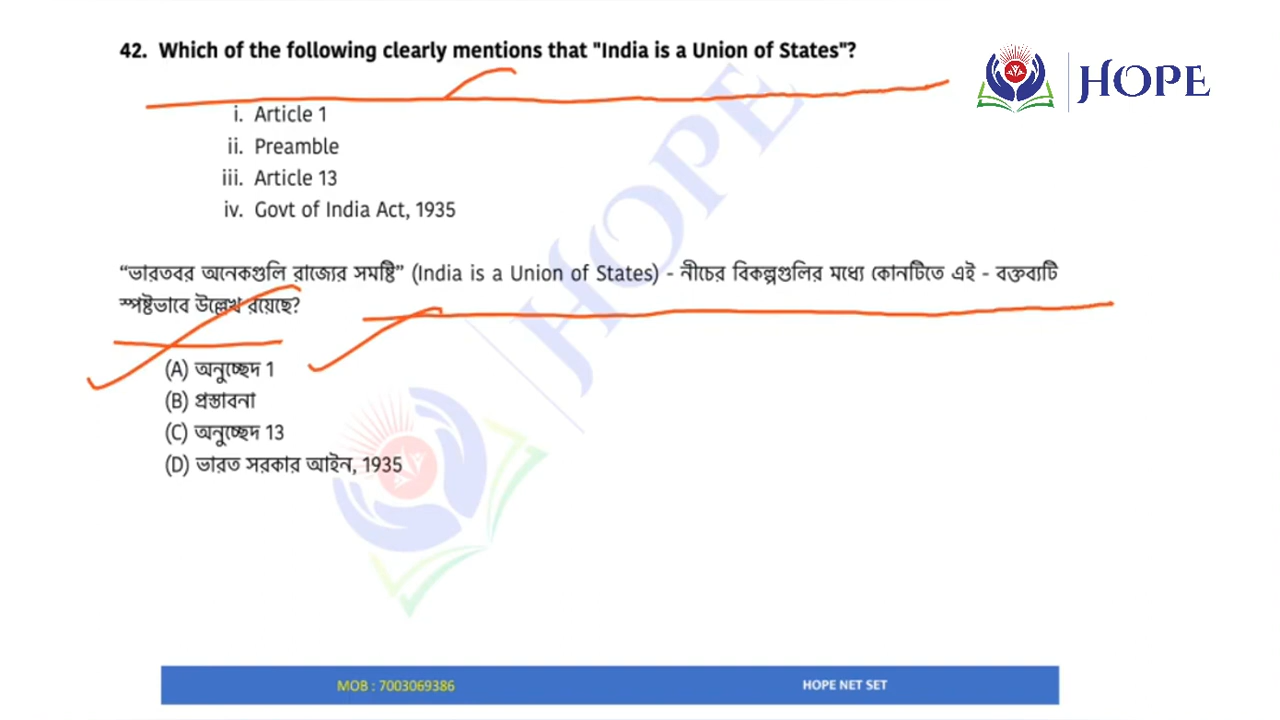 42. Which of the following clearly mentions that "India is a Union of States"?
HOPE
i. Article 1
ii. Preamble
iii. Article 13
iv. Govt of India Act, 1935
“ভারতবর অনেকগুলি রাজ্যের সমষ্টি” (India is a Union of States) - নীচের বিকল্পগুলির মধ্যে কোনটিতে এই - বক্তব্যটি
স্পষ্টভাবে উল্লেখ রয়েছে?
(A) অনুচ্ছেদ 1
(B) প্রস্তাবনা
(C) অনুচ্ছেদ 13
(D) ভারত সরকার আইন, 1935
HOPE
MOB : 7003069386
HOPE NET SET